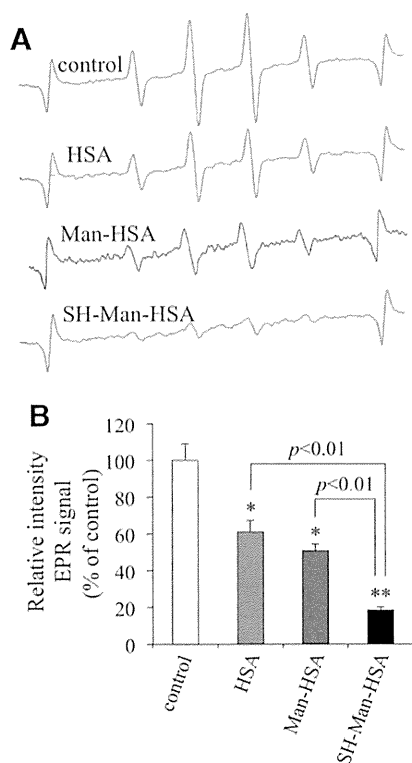 A
control
HSA
Man-HSA
SH-Man-HSA
B
Relative intensity
EPR signal
(% of control)
120
100
80
60
40
20
0
p<0.01
p<0.01
*
*
**
control
HSA
Man-HSA
SH-Man-HSA